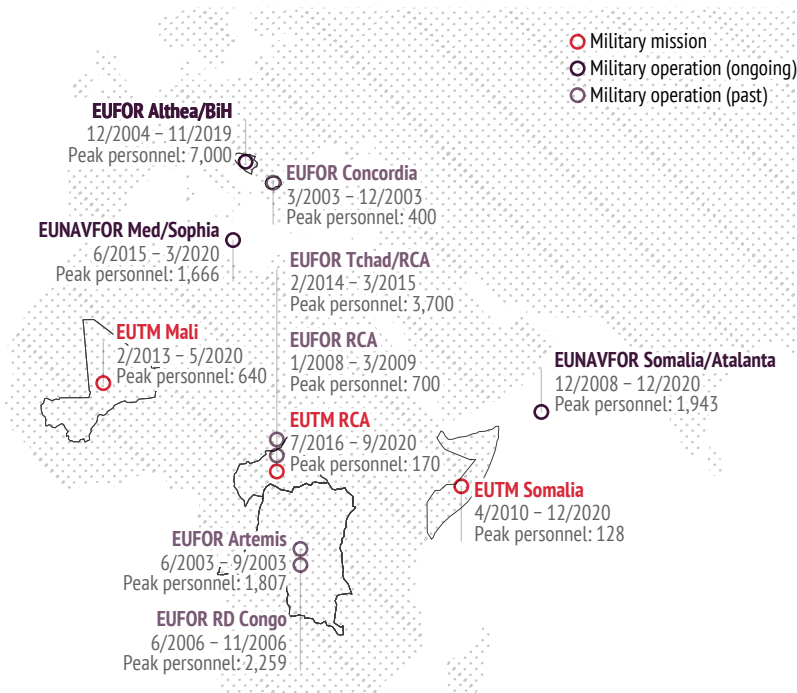 Military mission
Military operation (ongoing)
Military operation (past)
EUFOR Althea/BiH
12/2004 – 11/2019
Peak personnel: 7,000
EUFOR Concordia
3/2003 – 12/2003
Peak personnel: 400
EUNAVFOR Med/Sophia
6/2015 – 3/2020
Peak personnel: 1,666
EUFOR Tchad/RCA
2/2014 – 3/2015
Peak personnel: 3,700
EUTM Mali
2/2013 – 5/2020
Peak personnel: 640
EUFOR RCA
1/2008 – 3/2009
Peak personnel: 700
EUNAVFOR Somalia/Atalanta
12/2008 – 12/2020
Peak personnel: 1,943
EUTM RCA
7/2016 – 9/2020
Peak personnel: 170
EUTM Somalia
4/2010 – 12/2020
Peak personnel: 128
EUFOR Artemis
6/2003 – 9/2003
Peak personnel: 1,807
EUFOR RD Congo
6/2006 – 11/2006
Peak personnel: 2,259